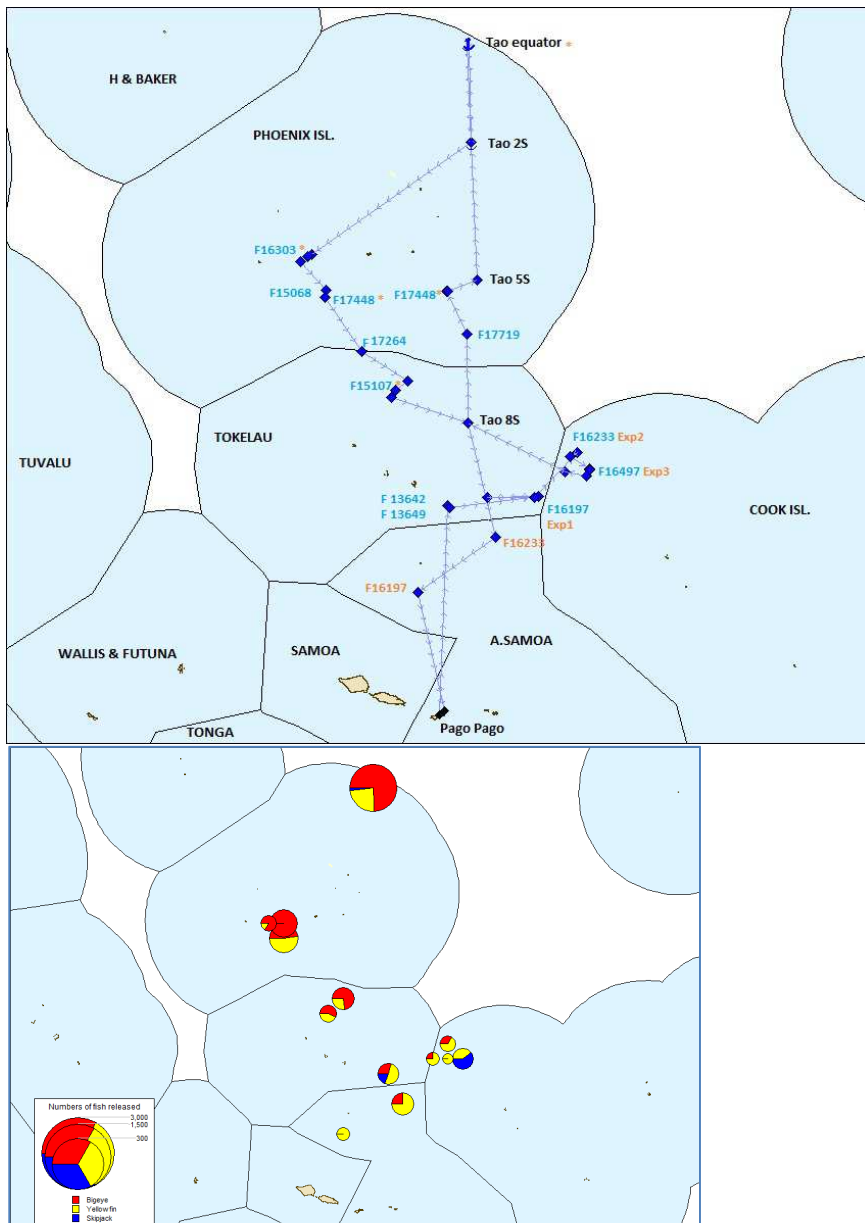 Tao equator *
H & BAKER
PHOENIX ISL.
Tao 2S
F16303 *
Tao 5S
F15068
F17448 *
F17448 *
F 17264
F17719
F15107 *
Tao 8S
TOKELAU
TUVALU
F16233 Exp2
F16497 Exp3
F 13642
F 13649
F16197
Exp1
COOK ISL.
F16233
F16197
WALLIS & FUTUNA
SAMOA
A.SAMOA
TONGA
Pago Pago
Numbers of fish released
3,000
1,500
300
Bigeye
Yellowfin
Skipjack